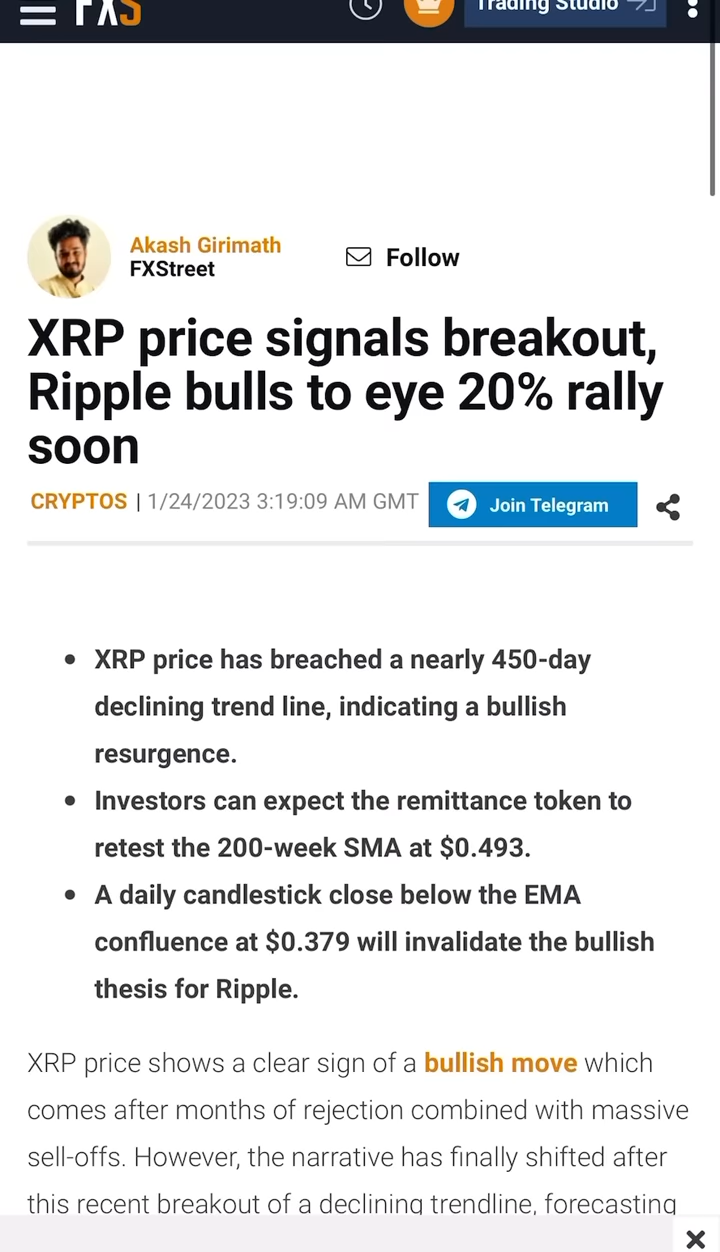 FXS
Trading Studio
Akash Girimath
FXStreet
Follow
XRP price signals breakout,
Ripple bulls to eye 20% rally
soon
CRYPTOS | 1/24/2023 3:19:09 AM GMT
Join Telegram
• XRP price has breached a nearly 450-day
declining trend line, indicating a bullish
resurgence.
• Investors can expect the remittance token to
retest the 200-week SMA at $0.493.
• A daily candlestick close below the EMA
confluence at $0.379 will invalidate the bullish
thesis for Ripple.
XRP price shows a clear sign of a bullish move which
comes after months of rejection combined with massive
sell-offs. However, the narrative has finally shifted after
this recent breakout of a declining trendline, forecasting